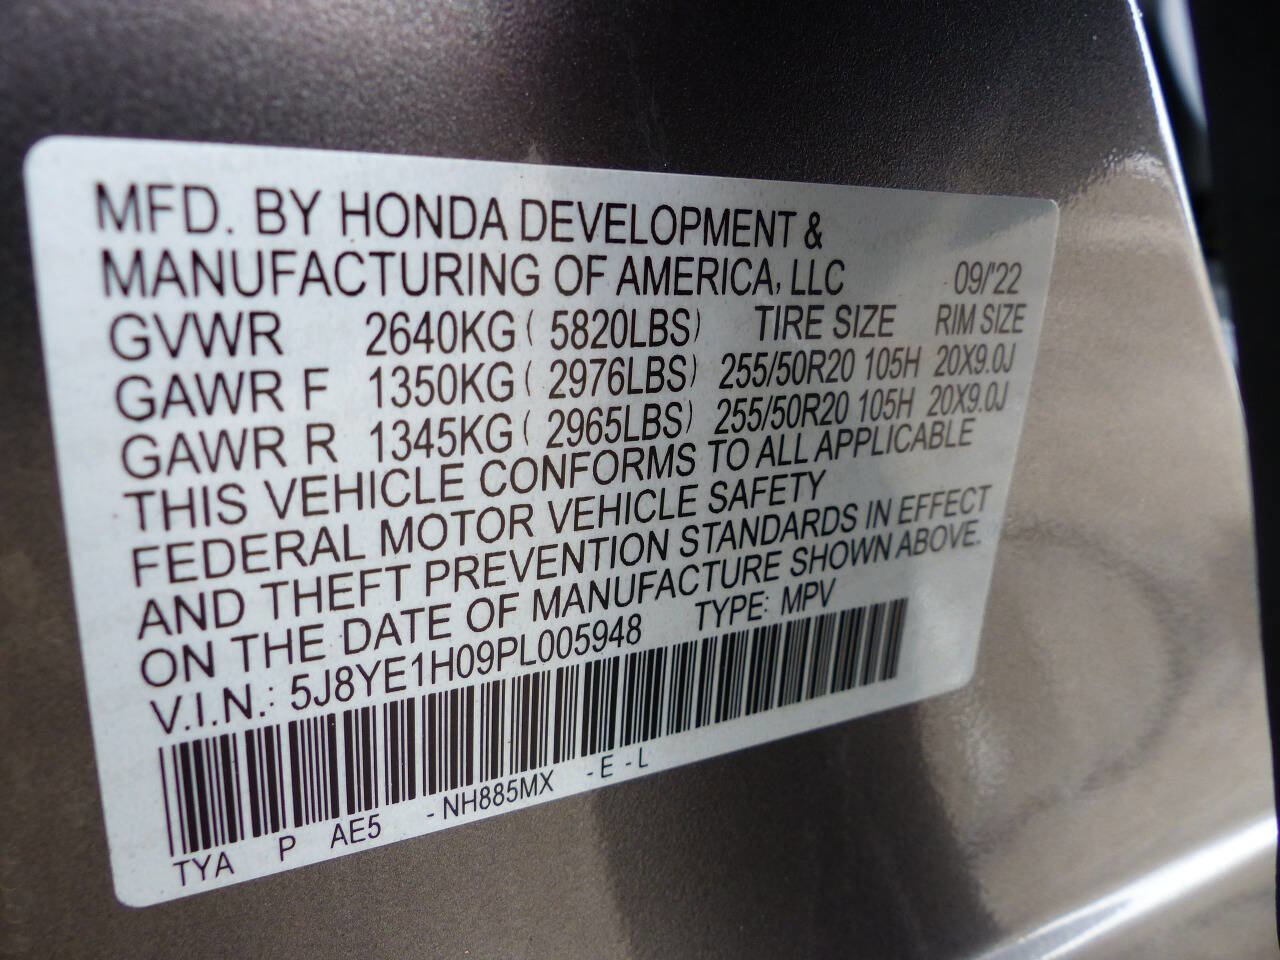 MFD. BY HONDA DEVELOPMENT &
MANUFACTURING OF AMERICA, LLC 09/'22
GVWR 2640KG ( 5820LBS) TIRE SIZE RIM SIZE
GAWR F 1350KG ( 2976LBS) 255/50R20 105H 20X9.0J
GAWR R 1345KG ( 2965LBS) 255/50R20 105H 20X9.0J
THIS VEHICLE CONFORMS TO ALL APPLICABLE
FEDERAL MOTOR VEHICLE SAFETY
AND THEFT PREVENTION STANDARDS IN EFFECT
ON THE DATE OF MANUFACTURE SHOWN ABOVE.
V.I.N.: 5J8YE1H09PL005948 TYPE: MPV
TYA P AE5 - NH885MX - E - L